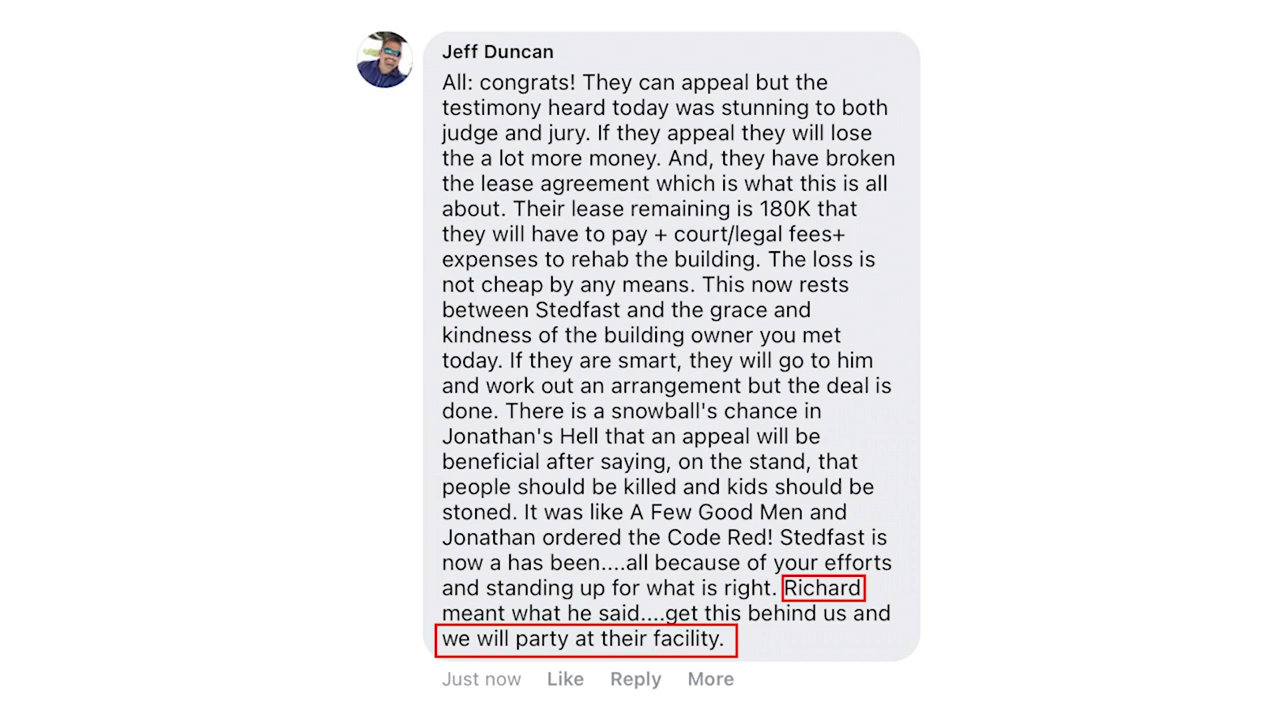 Jeff Duncan
All: congrats! They can appeal but the
testimony heard today was stunning to both
judge and jury. If they appeal they will lose
the a lot more money. And, they have broken
the lease agreement which is what this is all
about. Their lease remaining is 180K that
they will have to pay + court/legal fees+
expenses to rehab the building. The loss is
not cheap by any means. This now rests
between Stedfast and the grace and
kindness of the building owner you met
today. If they are smart, they will go to him
and work out an arrangement but the deal is
done. There is a snowball's chance in
Jonathan's Hell that an appeal will be
beneficial after saying, on the stand, that
people should be killed and kids should be
stoned. It was like A Few Good Men and
Jonathan ordered the Code Red! Stedfast is
now a has been....all because of your efforts
and standing up for what is right. Richard
meant what he said....get this behind us and
we will party at their facility.
Just now Like Reply More